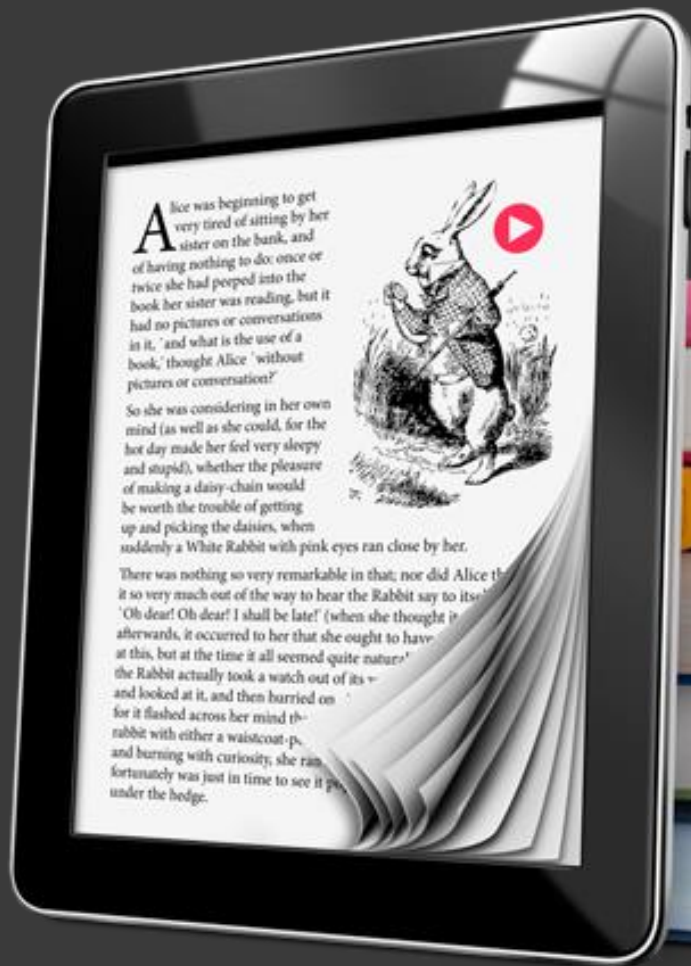 Alice was beginning to get
very tired of sitting by her
sister on the bank, and
of having nothing to do: once or
twice she had peeped into the
book her sister was reading, but it
had no pictures or conversations
in it, `and what is the use of a
book,' thought Alice `without
pictures or conversation?'
So she was considering in her own
mind (as well as she could, for the
hot day made her feel very sleepy
and stupid), whether the pleasure
of making a daisy-chain would
be worth the trouble of getting
up and picking the daisies, when
suddenly a White Rabbit with pink eyes ran close by her.
There was nothing so very remarkable in that; nor did Alice th
it so very much out of the way to hear the Rabbit say to
`Oh dear! Oh dear! I shall be late!' (when she thought it
afterwards, it occurred to her that she ought to have
at this, but at the time it all seemed quite natural
the Rabbit actually took a watch out of its
and looked at it, and then hurried on
for it flashed across her mind
rabbit with either a waistcoat-p
and burning with curiosity, she ran
fortunately was just in time to see it
under the hedge.